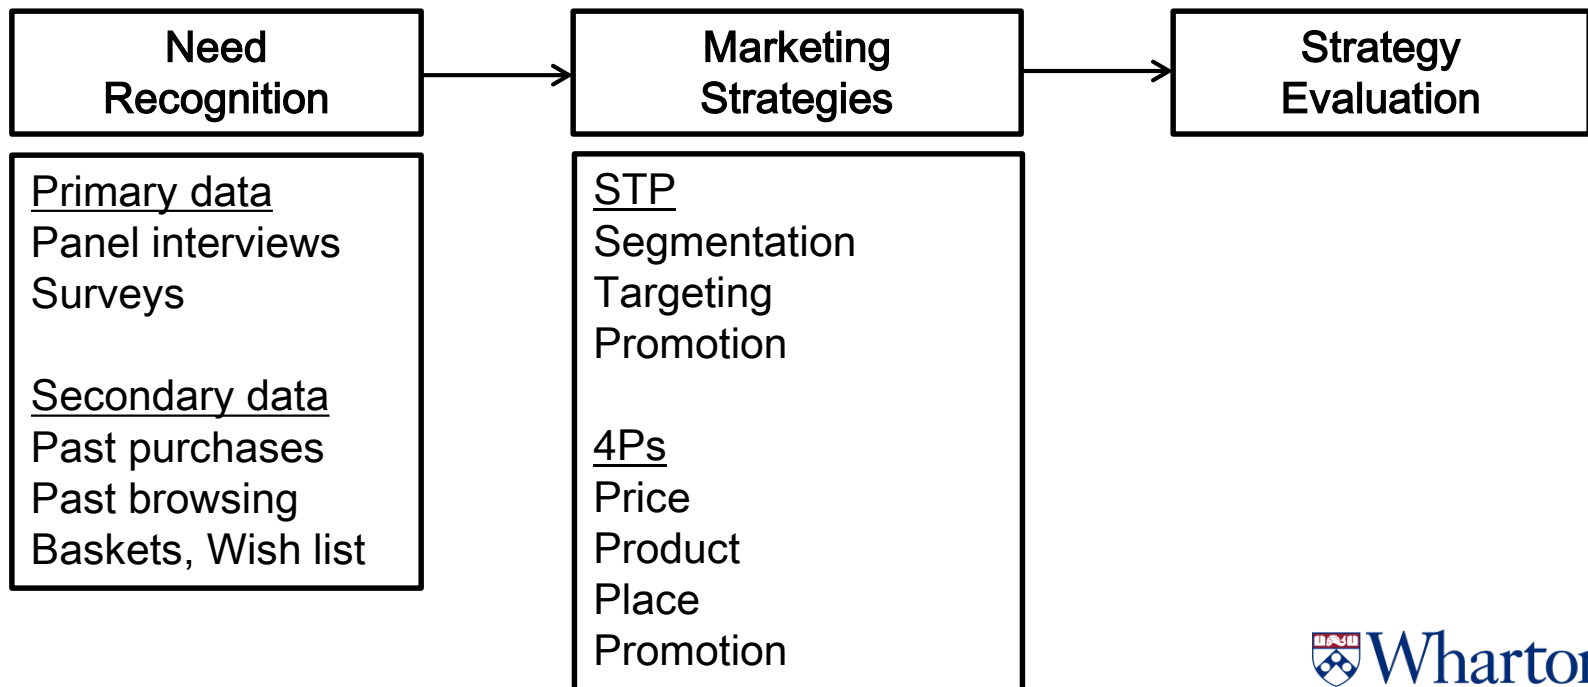 Need
Recognition
Marketing
Strategies
Strategy
Evaluation
Primary data
Panel interviews
Surveys
Secondary data
Past purchases
Past browsing
Baskets, Wish list
STP
Segmentation
Targeting
Promotion
4Ps
Price
Product
Place
Promotion
Wharton